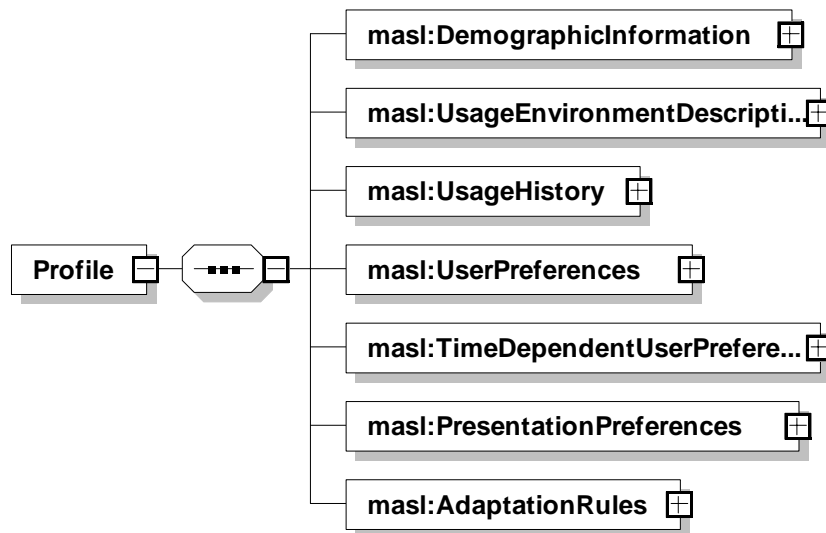 masl:DemographicInformation
masl:UsageEnvironmentDescripti...
masl:UsageHistory
Profile
masl:UserPreferences
masl:TimeDependentUserPrefere...
masl:PresentationPreferences
masl:AdaptationRules